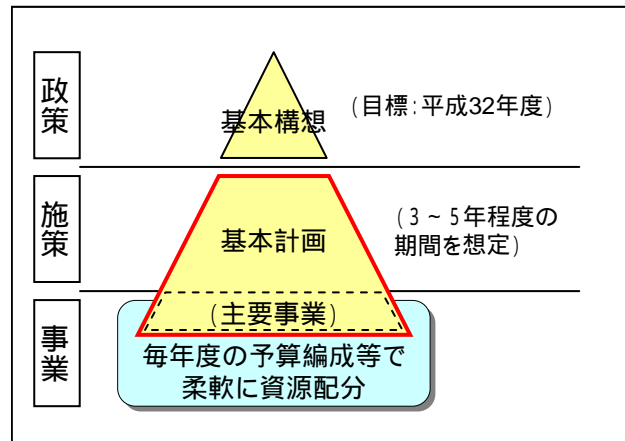 政策
基本構想
(目標:平成32年度)
施策
基本計画
(3~5年程度の
期間を想定)
事業
(主要事業)
毎年度の予算編成等で
柔軟に資源配分